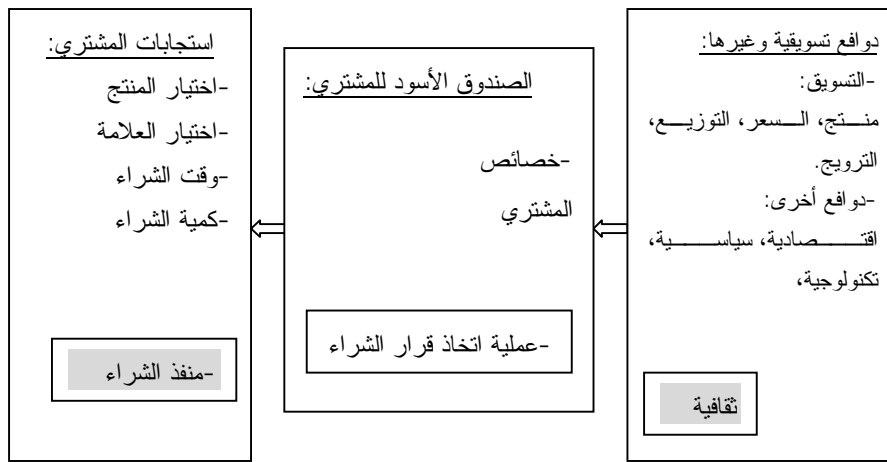 دوافع تسويقية وغيرها:
-التسويق:
منتج، السعر، التوزيع،
الترويج.
-دوافع أخرى:
اقتصادية، سياسية،
تكنولوجية،
ثقافية
الصندوق الأسود للمشتري:
-خصائص
المشتري
-عملية اتخاذ قرار الشراء
استجابات المشتري:
-اختيار المنتج
-اختيار العلامة
-وقت الشراء
-كمية الشراء
-منفذ الشراء